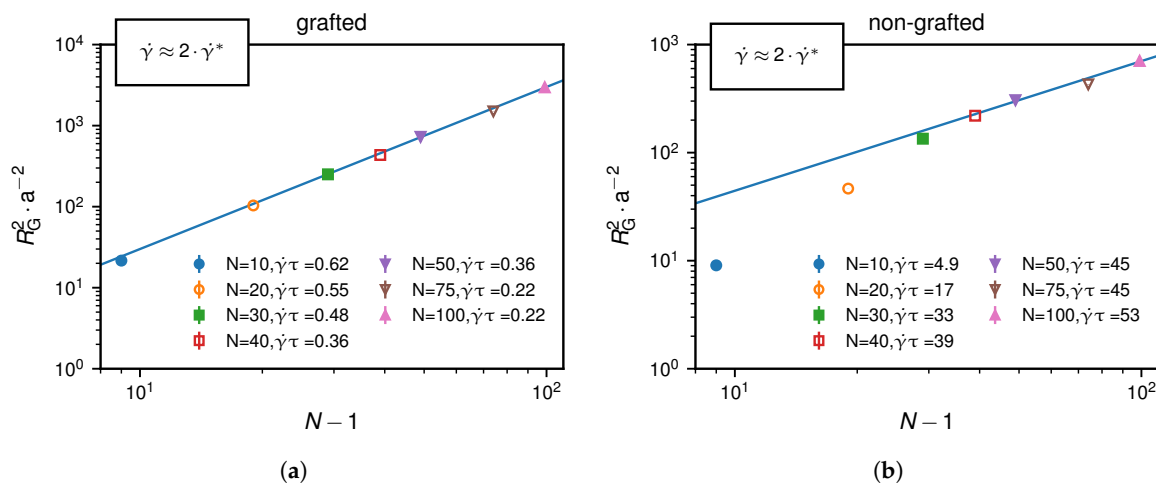 grafted
γ̇ ≈ 2 · γ̇*
10⁴
10³
10²
10¹
10⁰
R_G² · a⁻²
N=10,γ̇τ =0.62
N=20,γ̇τ =0.55
N=30,γ̇τ =0.48
N=40,γ̇τ =0.36
N=50,γ̇τ =0.36
N=75,γ̇τ =0.22
N=100,γ̇τ =0.22
10¹
10²
N − 1
(a)
non-grafted
γ̇ ≈ 2 · γ̇*
10³
10²
10¹
10⁰
R_G² · a⁻²
N=10,γ̇τ =4.9
N=20,γ̇τ =17
N=30,γ̇τ =33
N=40,γ̇τ =39
N=50,γ̇τ =45
N=75,γ̇τ =45
N=100,γ̇τ =53
10¹
10²
N − 1
(b)